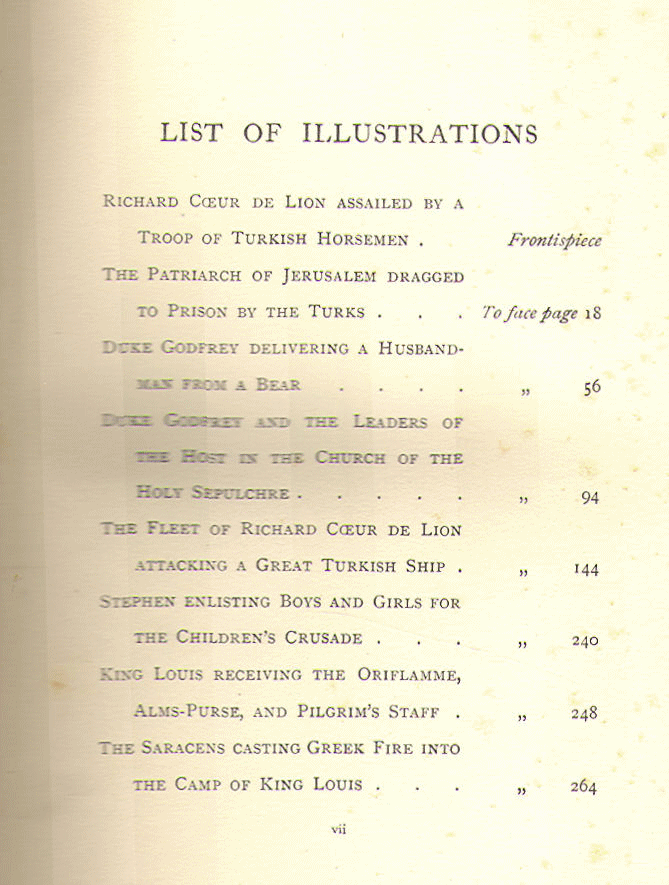 LIST OF ILLUSTRATIONS
RICHARD CŒUR DE LION ASSAILED BY A
TROOP OF TURKISH HORSEMEN . Frontispiece
THE PATRIARCH OF JERUSALEM DRAGGED
TO PRISON BY THE TURKS . . . To face page 18
DUKE GODFREY DELIVERING A HUSBAND-
MAN FROM A BEAR . . . . „ 56
DUKE GODFREY AND THE LEADERS OF
THE HOST IN THE CHURCH OF THE
HOLY SEPULCHRE . . . . . „ 94
THE FLEET OF RICHARD CŒUR DE LION
ATTACKING A GREAT TURKISH SHIP . „ 144
STEPHEN ENLISTING BOYS AND GIRLS FOR
THE CHILDREN'S CRUSADE . . . „ 240
KING LOUIS RECEIVING THE ORIFLAMME,
ALMS-PURSE, AND PILGRIM'S STAFF . „ 248
THE SARACENS CASTING GREEK FIRE INTO
THE CAMP OF KING LOUIS . . . „ 264
vii